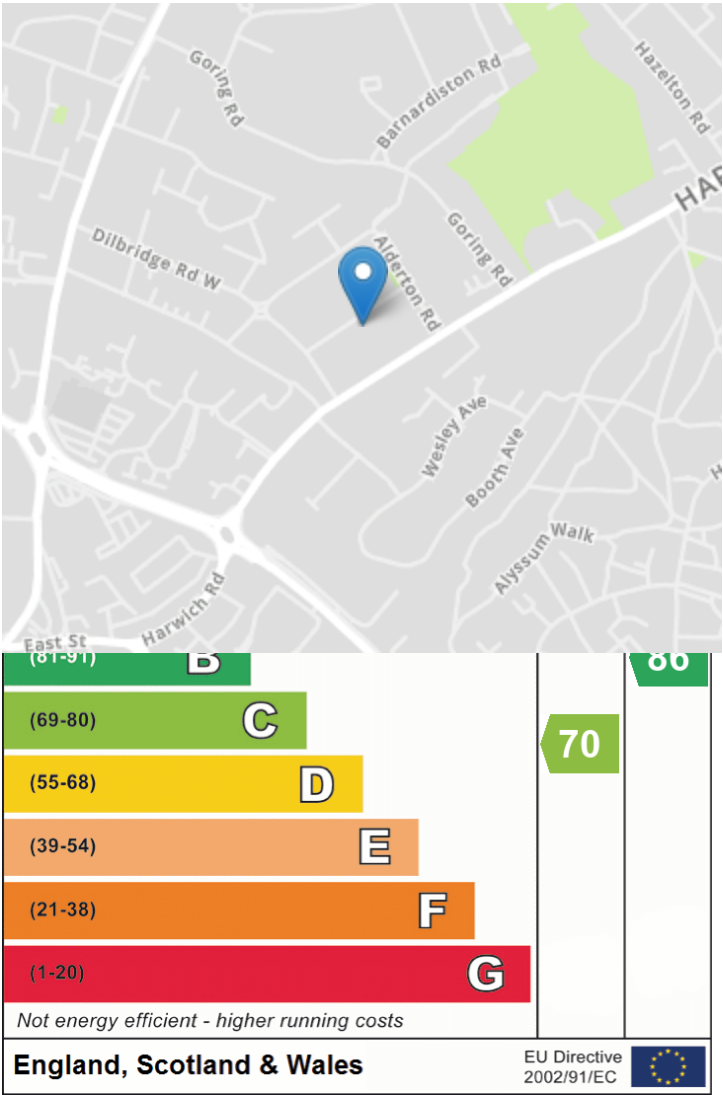 Goring Rd
Barnardiston Rd
Hazelton Rd
HAR
Dilbridge Rd W
Alderton Rd
Goring Rd
Wesley Ave
Booth Ave
Alyssum Walk
H
Harwich Rd
East St
(81-91) B 86
(69-80) C 70
(55-68) D
(39-54) E
(21-38) F
(1-20) G
Not energy efficient - higher running costs
England, Scotland & Wales
EU Directive
2002/91/EC